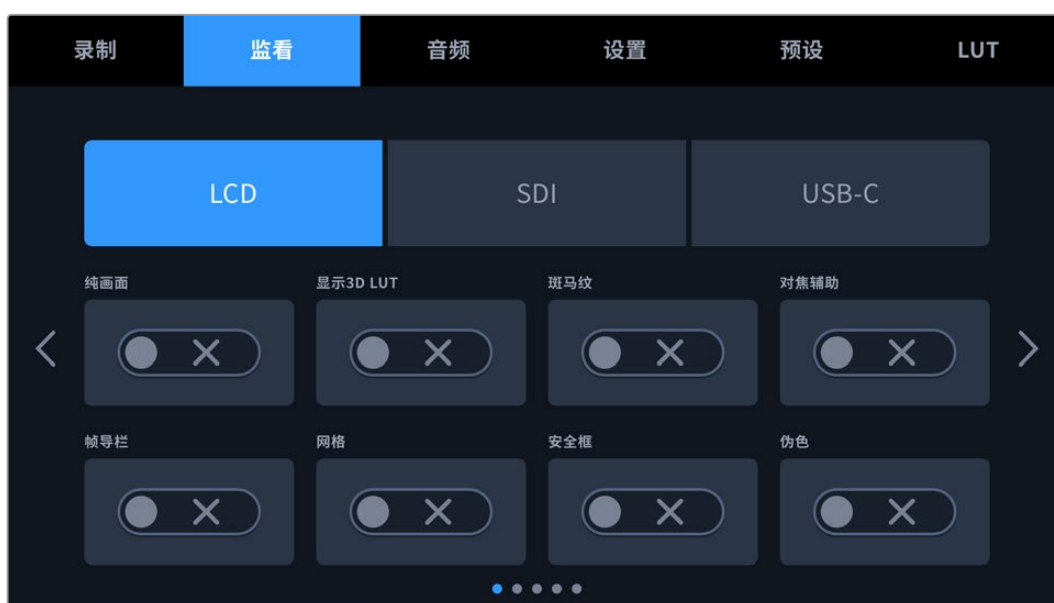 录制 监看 音频 设置 预设 LUT
LCD SDI USB-C
纯画面 显示3D LUT 斑马纹 对焦辅助
帧导栏 网格 安全框 伪色